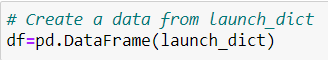 # Create a data from launch_dict
df=pd.DataFrame(launch_dict)